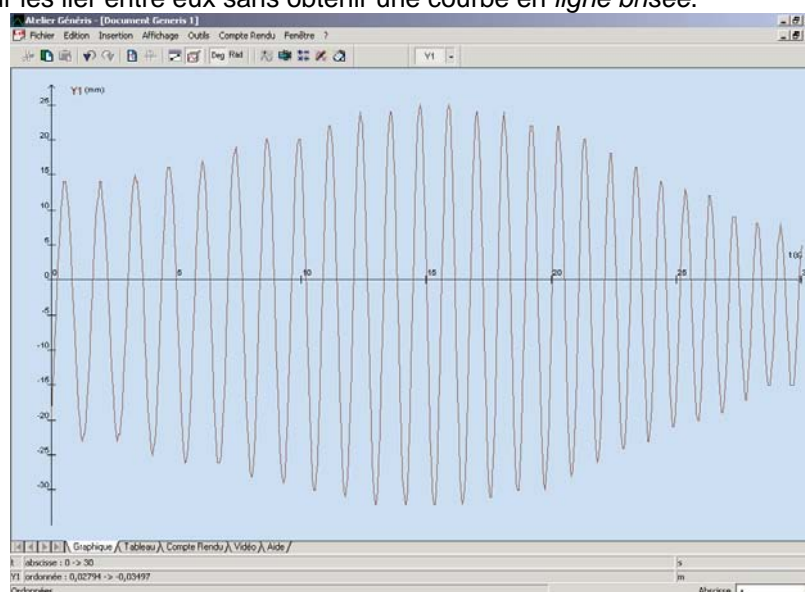 r les lier entre eux sans obtenir une courbe en ligne brisée.
Atelier Généris - [Document Generis 1]
Fichier Edition Insertion Affichage Outils Compte Rendu Fenêtre ?
Deg Rad Y1
Y1 (mm)
25
20
15
10
5
0 0 5 10 15 20 25
-5
-10
-15
-20
-25
-30
Graphique Tableau Compte Rendu Vidéo Aide
t abscisse : 0 -> 30 s
Y1 ordonnée : 0,02794 -> -0,03497 m
Ordonnées Abscisse